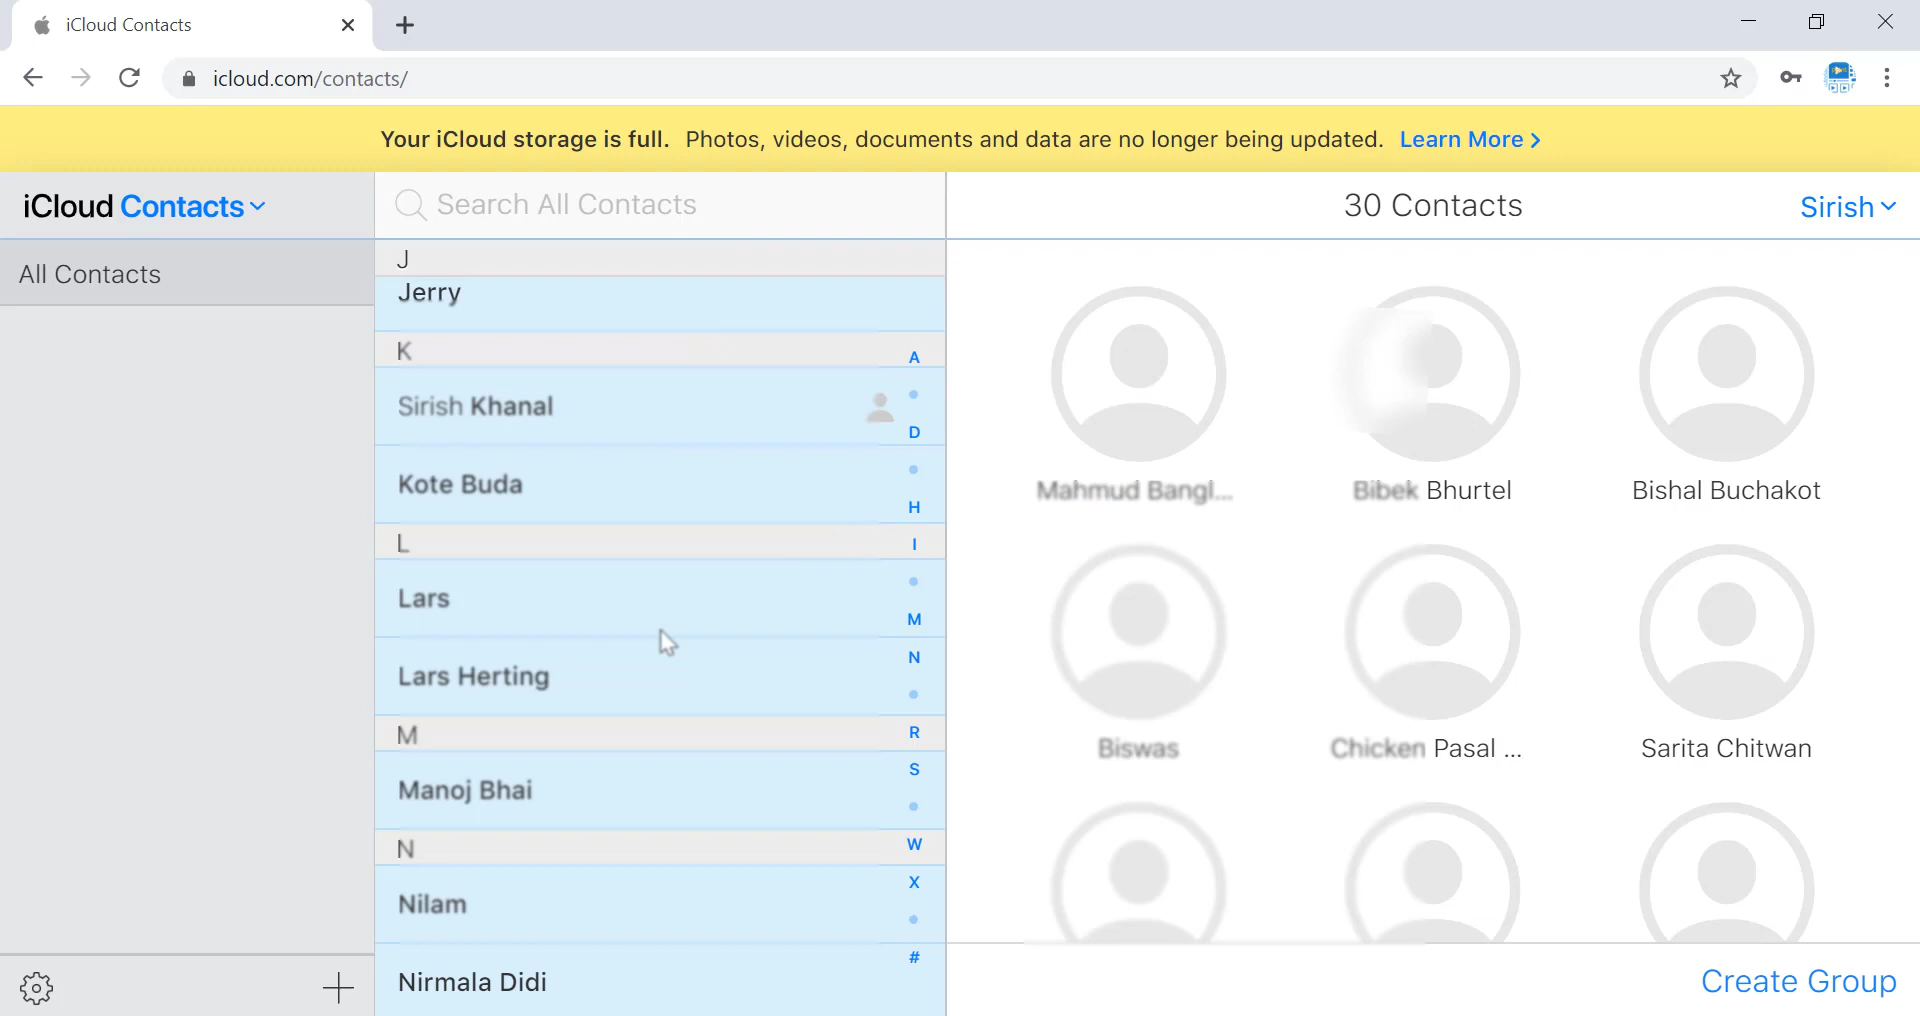 iCloud Contacts
icloud.com/contacts/
Your iCloud storage is full. Photos, videos, documents and data are no longer being updated. Learn More >
iCloud Contacts
Search All Contacts
30 Contacts
Sirish
All Contacts
J
Jerry
K
Sirish Khanal
Kote Buda
L
Lars
Lars Herting
M
Manoj Bhai
N
Nilam
Nirmala Didi
A
D
H
I
M
N
R
S
W
X
#
Mahmud Bangl...
Bibek Bhurtel
Bishal Buchakot
Biswas
Chicken Pasal ...
Sarita Chitwan
Create Group